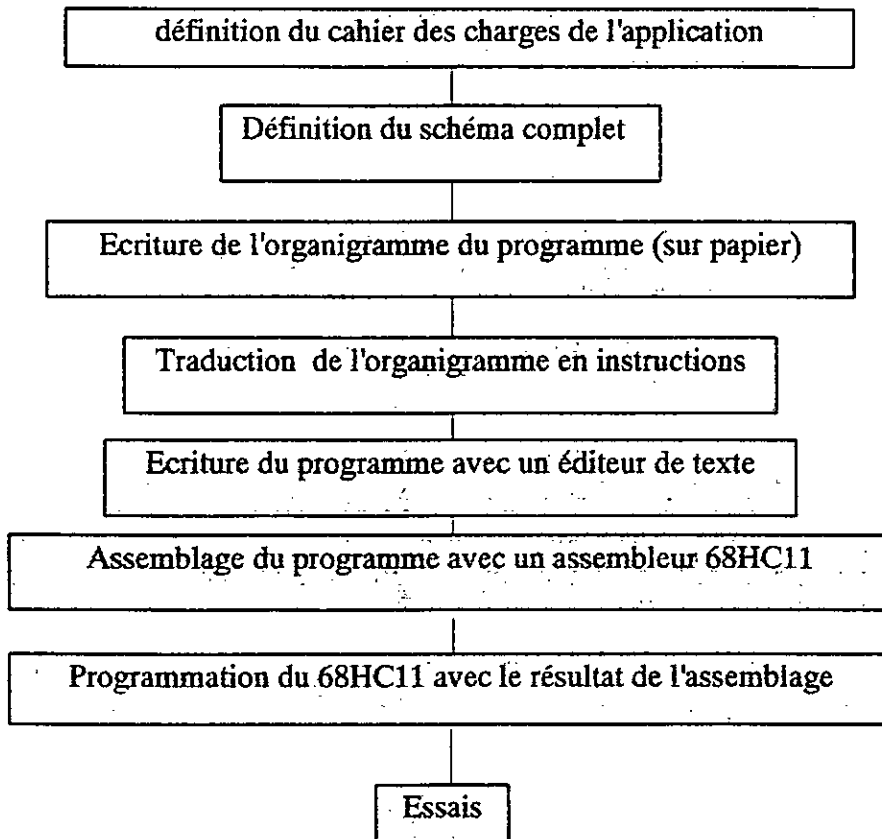 définition du cahier des charges de l'application
Définition du schéma complet
Ecriture de l'organigramme du programme (sur papier)
Traduction de l'organigramme en instructions
Ecriture du programme avec un éditeur de texte
Assemblage du programme avec un assembleur 68HC11
Programmation du 68HC11 avec le résultat de l'assemblage
Essais